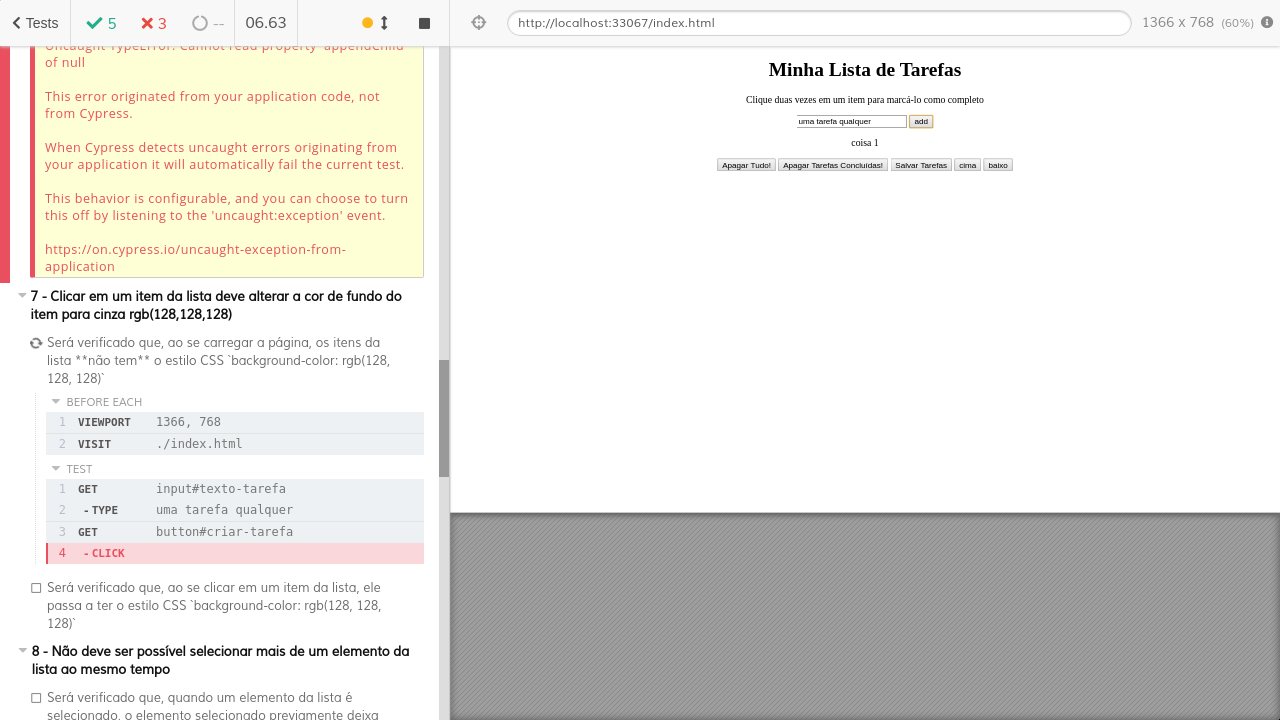 Tests
5
3
--
06.63
http://localhost:33067/index.html
1366 x 768 (60%)
Uncaught TypeError: Cannot read property 'appendChild'
of null
This error originated from your application code, not
from Cypress.
When Cypress detects uncaught errors originating from
your application it will automatically fail the current test.
This behavior is configurable, and you can choose to turn
this off by listening to the 'uncaught:exception' event.
https://on.cypress.io/uncaught-exception-from-
application
7 - Clicar em um item da lista deve alterar a cor de fundo do
item para cinza rgb(128,128,128)
Será verificado que, ao se carregar a página, os itens da
lista **não tem** o estilo CSS `background-color: rgb(128,
128, 128)`
BEFORE EACH
1 VIEWPORT 1366, 768
2 VISIT ./index.html
TEST
1 GET input#texto-tarefa
2 - TYPE uma tarefa qualquer
3 GET button#criar-tarefa
4 - CLICK
Será verificado que, ao se clicar em um item da lista, ele
passa a ter o estilo CSS `background-color: rgb(128, 128,
128)`
8 - Não deve ser possível selecionar mais de um elemento da
lista ao mesmo tempo
Será verificado que, quando um elemento da lista é
selecionado, o elemento selecionado previamente deixa
Minha Lista de Tarefas
Clique duas vezes em um item para marcá-lo como completo
uma tarefa qualquer add
coisa 1
Apagar Tudo! Apagar Tarefas Concluídas! Salvar Tarefas cima baixo